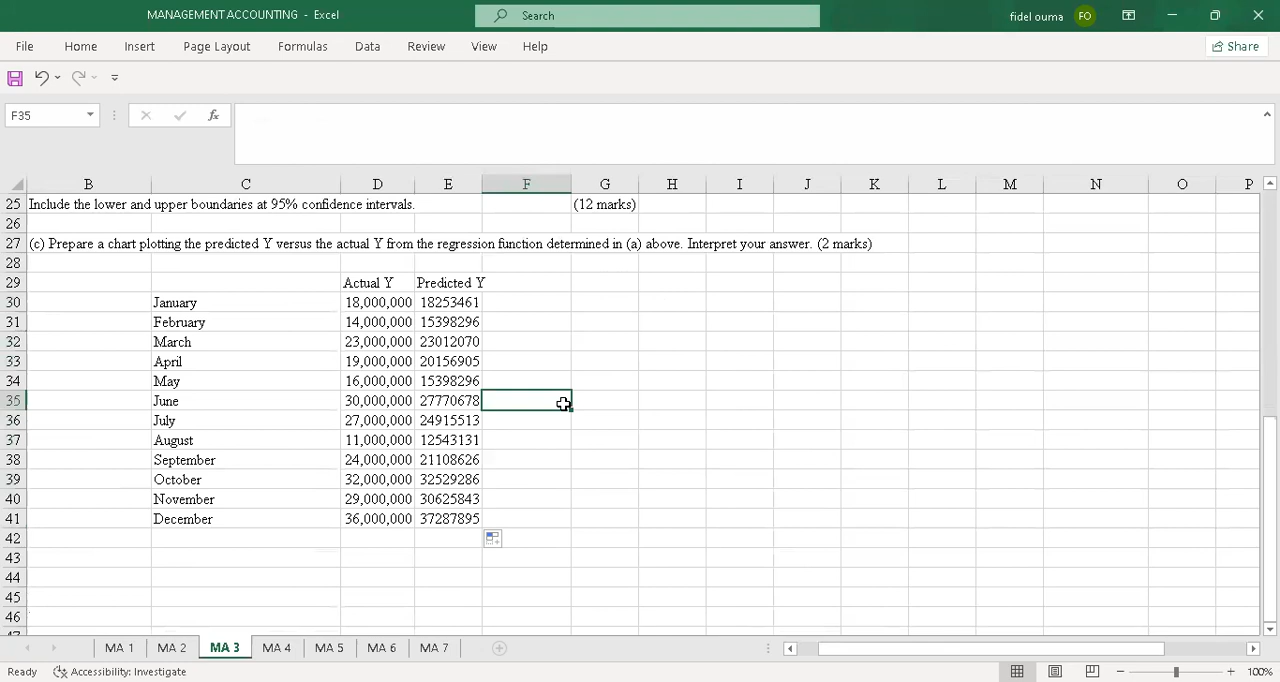 MANAGEMENT ACCOUNTING - Excel
Search
fidel ouma
FO
File Home Insert Page Layout Formulas Data Review View Help
Share
F35
fx
B C D E F G H I J K L M N O P
25 Include the lower and upper boundaries at 95% confidence intervals. (12 marks)
26
27 (c) Prepare a chart plotting the predicted Y versus the actual Y from the regression function determined in (a) above. Interpret your answer. (2 marks)
28
29 Actual Y Predicted Y
30 January 18,000,000 18253461
31 February 14,000,000 15398296
32 March 23,000,000 23012070
33 April 19,000,000 20156905
34 May 16,000,000 15398296
35 June 30,000,000 27770678
36 July 27,000,000 24915513
37 August 11,000,000 12543131
38 September 24,000,000 21108626
39 October 32,000,000 32529286
40 November 29,000,000 30625843
41 December 36,000,000 37287895
42
43
44
45
46
47
MA 1 MA 2 MA 3 MA 4 MA 5 MA 6 MA 7
Ready Accessibility: Investigate 100%